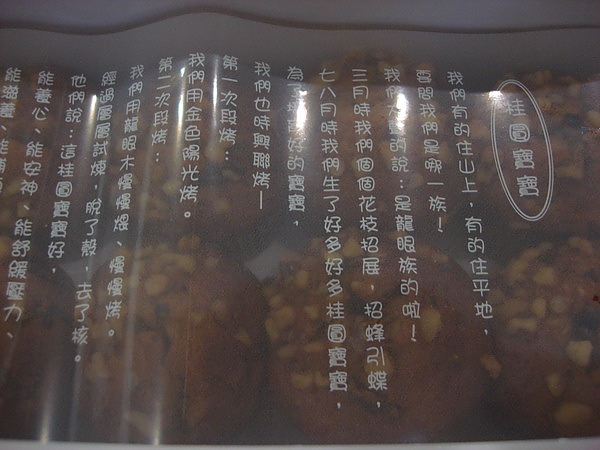 桂圓寶寶
我們有的住山上，有的住平地，
要問我們是哪一族！
我們大聲的說：是龍眼族的啦！
三月時我們個個花枝招展，招蜂引蝶，
七八月時我們生了好多好多桂圓寶寶，
為 好的寶寶，
我們也時興聯烤—
第一次段烤：
我們用金色陽光烤。
第二次段烤：
我們用龍眼木慢慢煨、慢慢烤。
經過層層試煉，脫了殼，去了核。
他們說：這桂圓寶寶好，
能養心、能安神、能舒緩壓力、
能滋養、能補